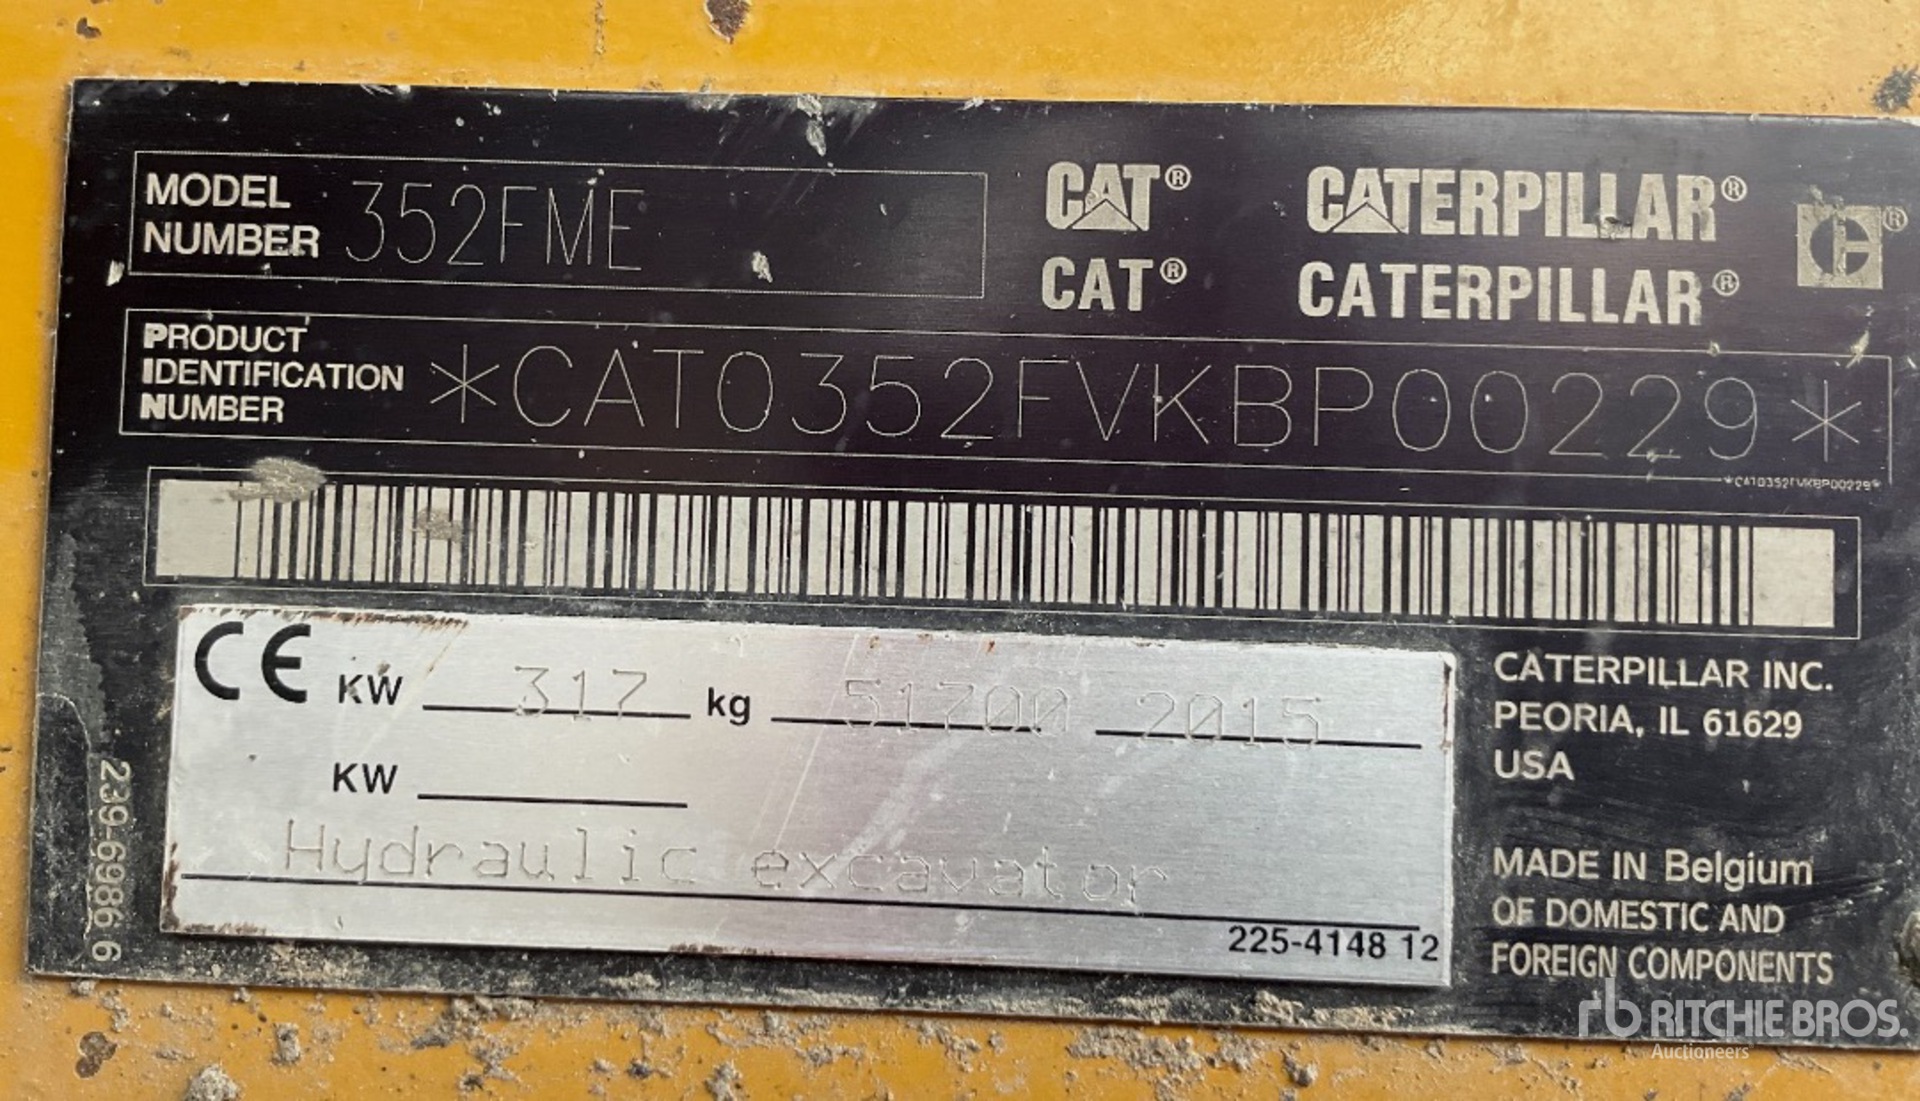 MODEL NUMBER 352FME
CAT® CATERPILLAR®
CAT® CATERPILLAR®
PRODUCT IDENTIFICATION NUMBER *CAT0352FVKBP00229*
*CAT0352FVKBP00229*
CE KW 317 kg 51700 2015
KW
Hydraulic excavator
225-4148 12
239-6986 6
CATERPILLAR INC.
PEORIA, IL 61629
USA
MADE IN Belgium
OF DOMESTIC AND
FOREIGN COMPONENTS
rb RITCHIE BROS.
Auctioneers